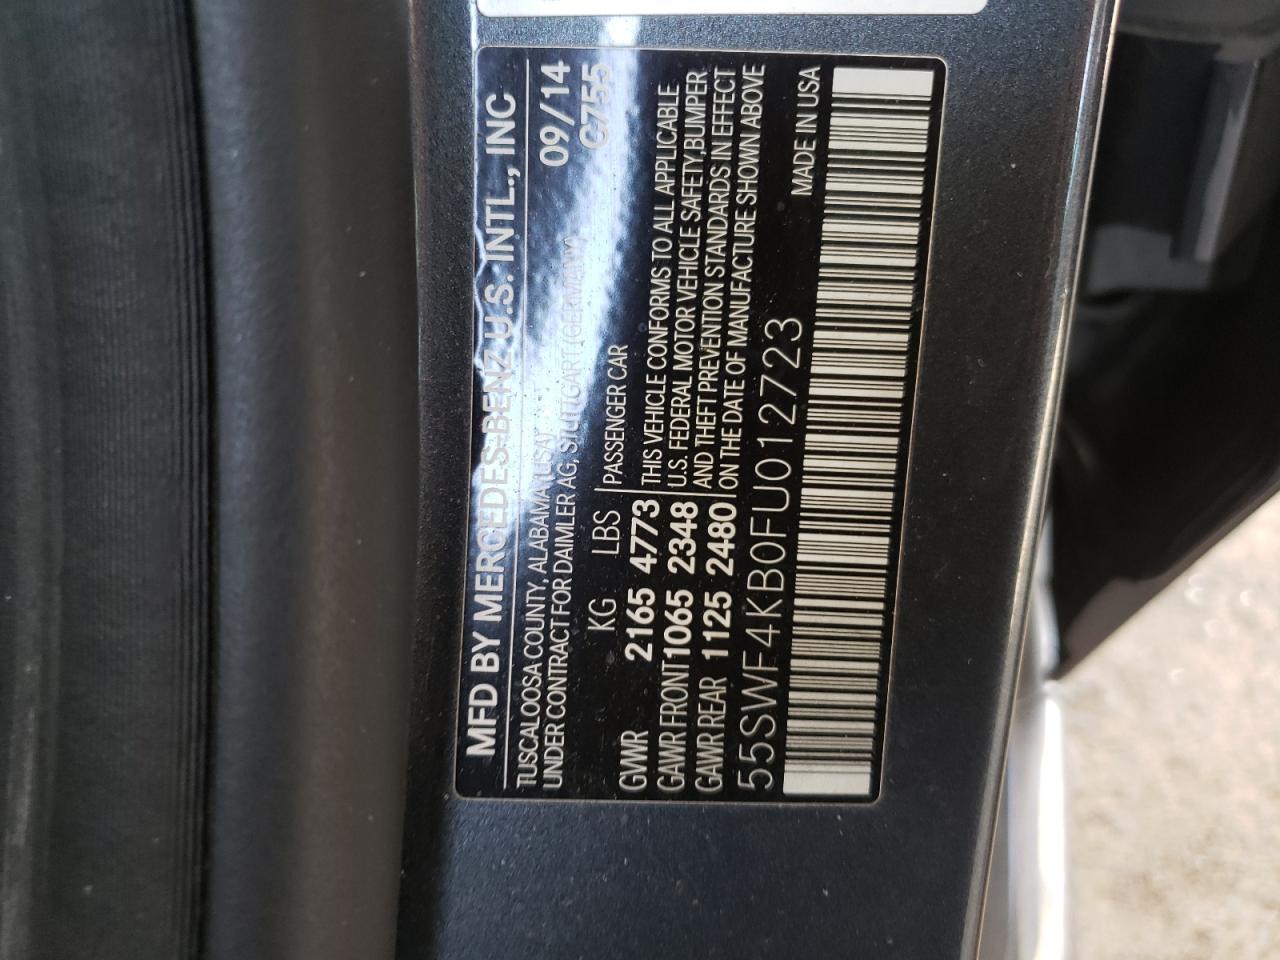 MFD BY MERCEDES-BENZ U.S. INTL., INC
TUSCALOOSA COUNTY, ALABAMA (USA) 09/14
UNDER CONTRACT FOR DAIMLER AG, STUTTGART (GERMANY) C755
KG LBS PASSENGER CAR
GVWR 2165 4773 THIS VEHICLE CONFORMS TO ALL APPLICABLE
GAWR FRONT 1065 2348 U.S. FEDERAL MOTOR VEHICLE SAFETY, BUMPER
GAWR REAR 1125 2480 AND THEFT PREVENTION STANDARDS IN EFFECT
ON THE DATE OF MANUFACTURE SHOWN ABOVE
55SWF4KB0FU012723
MADE IN USA